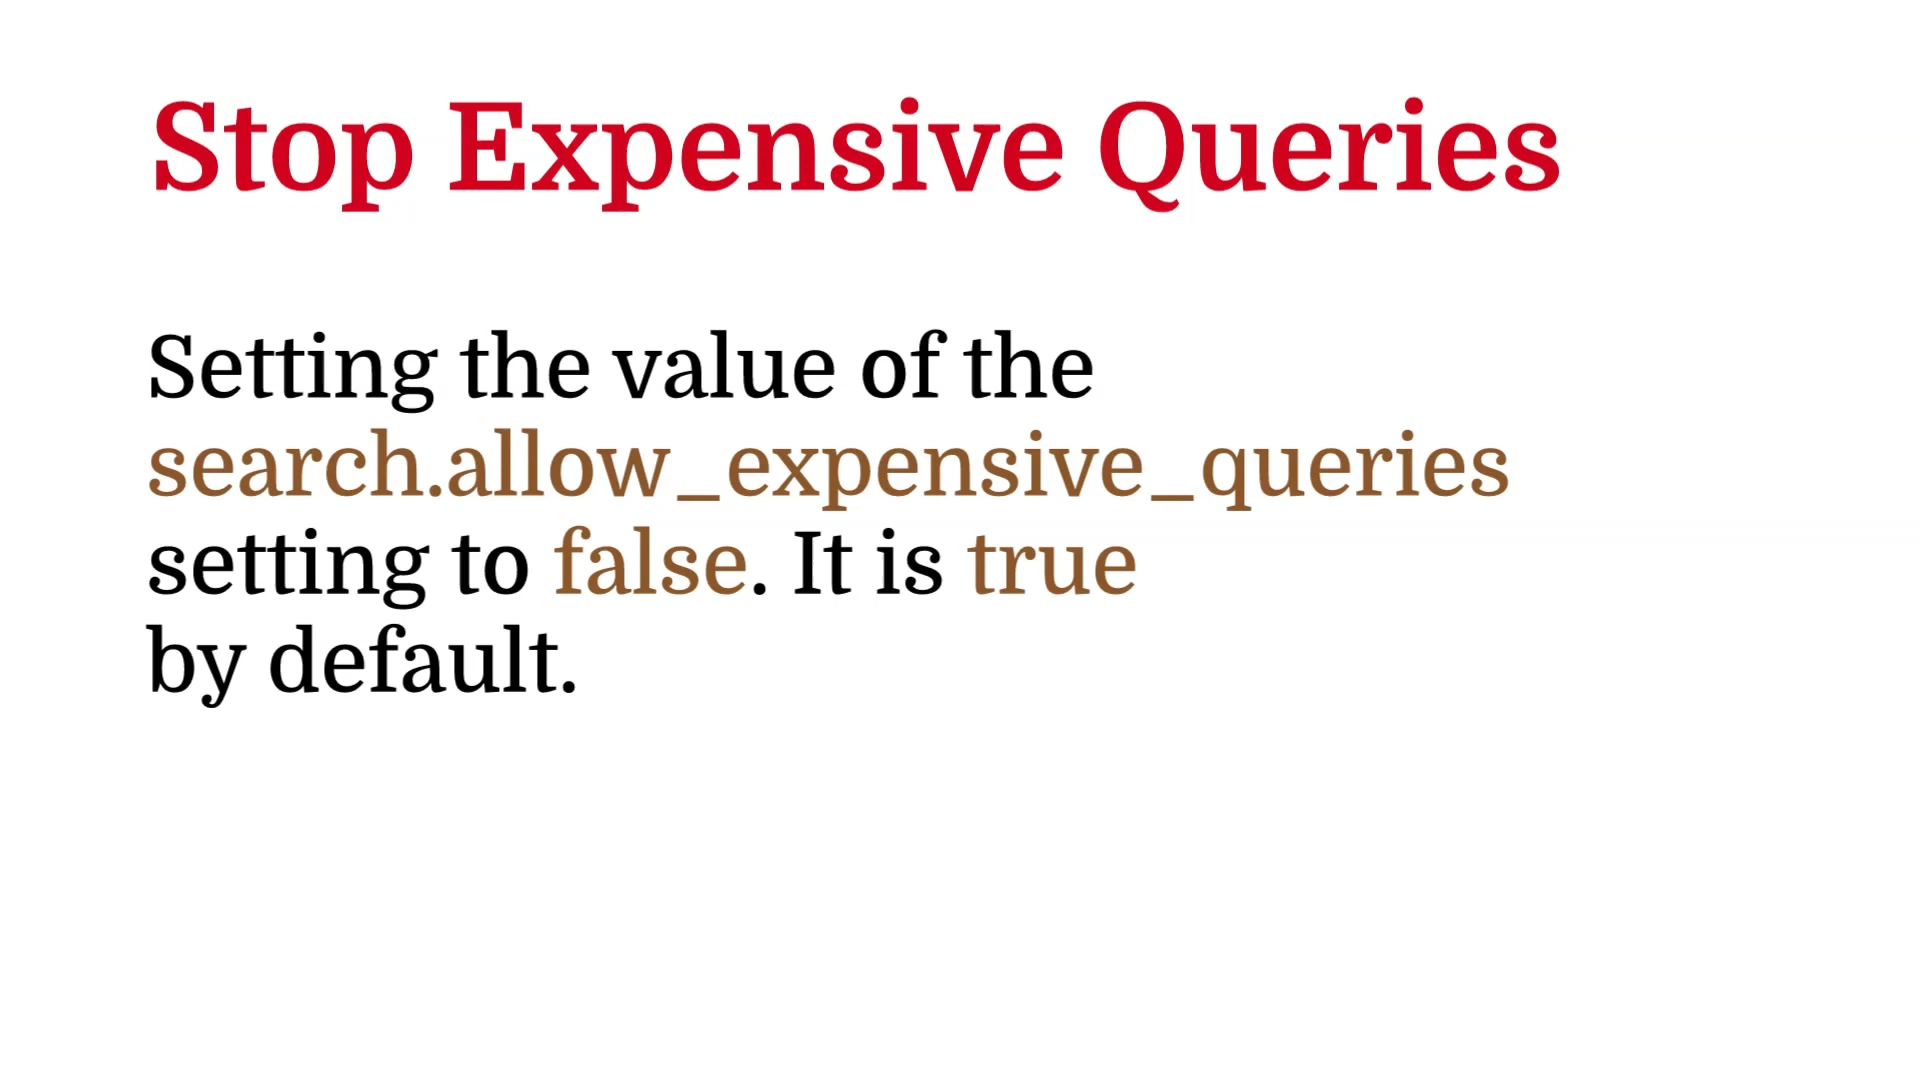 Stop Expensive Queries
Setting the value of the
search.allow_expensive_queries
setting to false. It is true
by default.